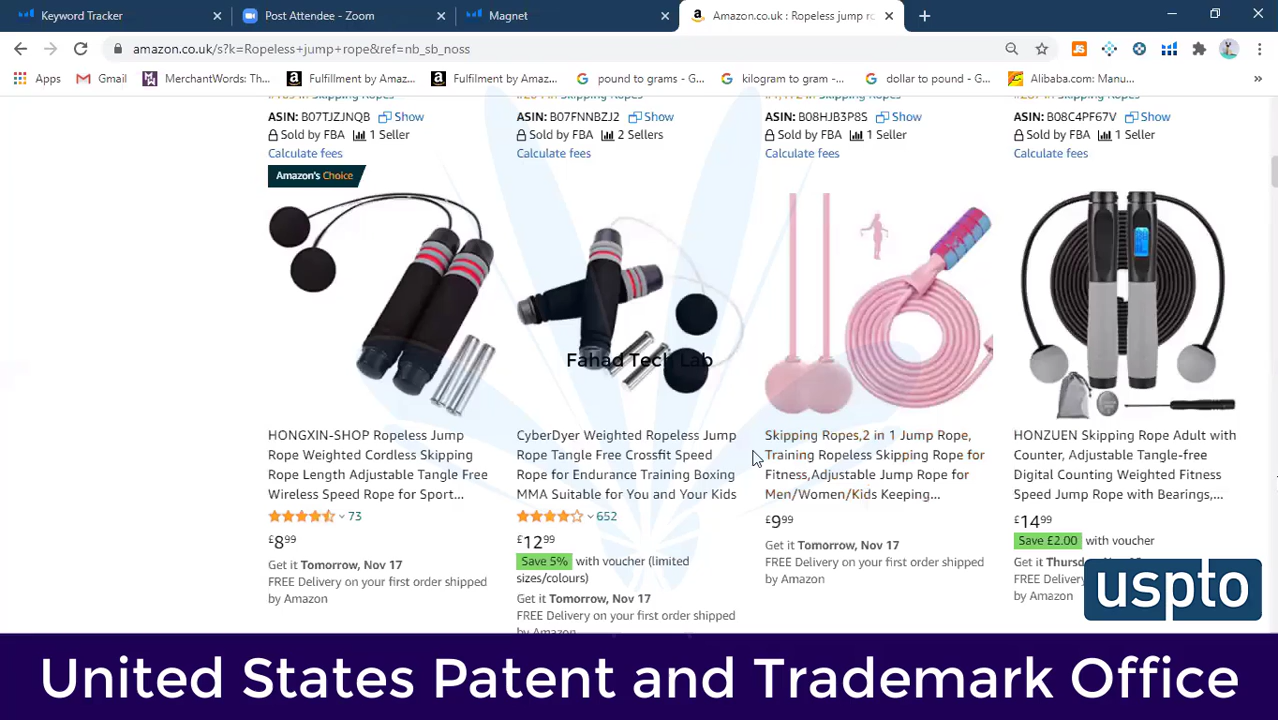 Keyword Tracker
Post Attendee - Zoom
Magnet
Amazon.co.uk : Ropeless jump ro
amazon.co.uk/s?k=Ropeless+jump+rope&ref=nb_sb_noss
Apps
Gmail
MerchantWords: Th...
Fulfillment by Amaz...
Fulfilment by Amaz...
pound to grams - G...
kilogram to gram -...
dollar to pound - G...
Alibaba.com: Manu...
ASIN: B07TJZJNQB Show
Sold by FBA 1 Seller
Calculate fees
ASIN: B07FNNBZJ2 Show
Sold by FBA 2 Sellers
Calculate fees
ASIN: B08HJB3P8S Show
Sold by FBA 1 Seller
Calculate fees
ASIN: B08C4PF67V Show
Sold by FBA 1 Seller
Calculate fees
Amazon's Choice
Fahad Tech Lab
HONGXIN-SHOP Ropeless Jump
Rope Weighted Cordless Skipping
Rope Length Adjustable Tangle Free
Wireless Speed Rope for Sport...
73
£8.99
Get it Tomorrow, Nov 17
FREE Delivery on your first order shipped
by Amazon
CyberDyer Weighted Ropeless Jump
Rope Tangle Free Crossfit Speed
Rope for Endurance Training Boxing
MMA Suitable for You and Your Kids
652
£12.99
Save 5% with voucher (limited
sizes/colours)
Get it Tomorrow, Nov 17
FREE Delivery on your first order shipped
by Amazon
Skipping Ropes,2 in 1 Jump Rope,
Training Ropeless Skipping Rope for
Fitness,Adjustable Jump Rope for
Men/Women/Kids Keeping...
£9.99
Get it Tomorrow, Nov 17
FREE Delivery on your first order shipped
by Amazon
HONZUEN Skipping Rope Adult with
Counter, Adjustable Tangle-free
Digital Counting Weighted Fitness
Speed Jump Rope with Bearings,...
£14.99
Save £2.00 with voucher
Get it Thursd
FREE Delivery
by Amazon
uspto
United States Patent and Trademark Office